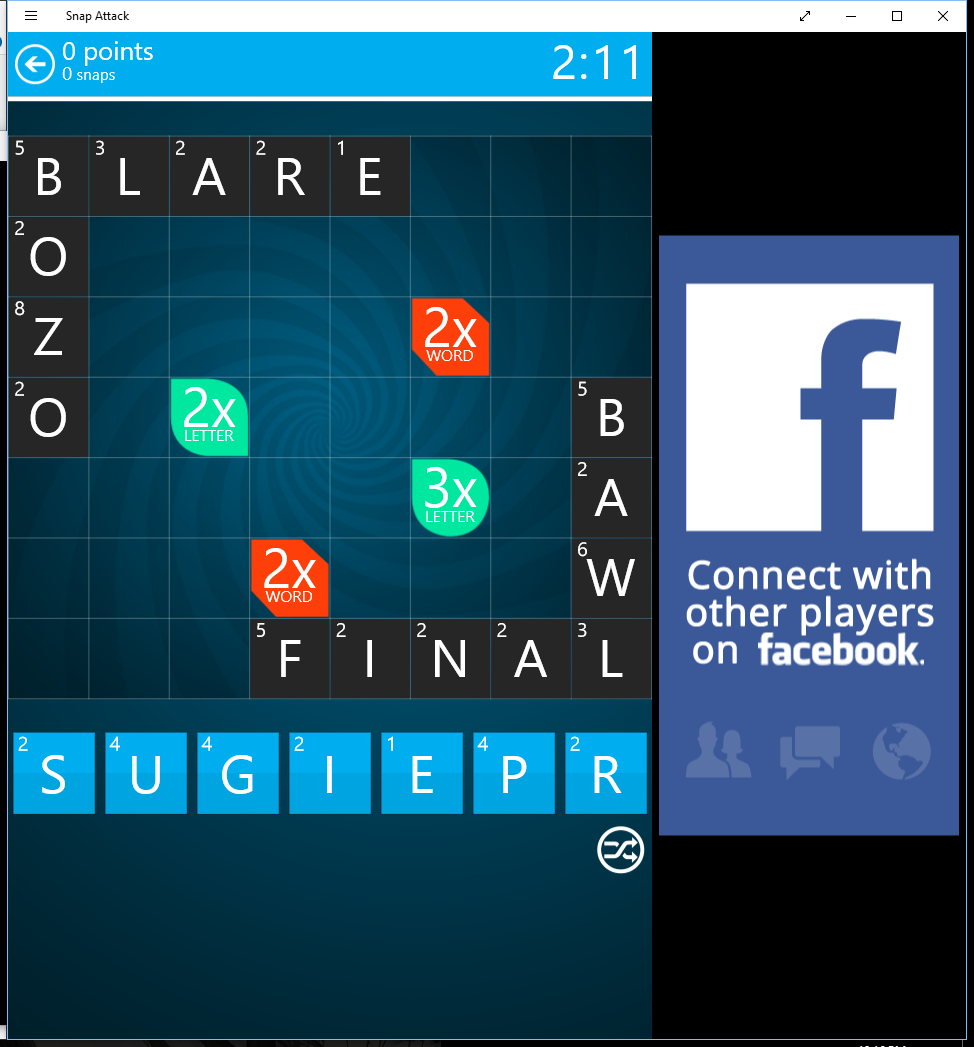 Snap Attack
0 points
0 snaps
2:11
5 B 3 L 2 A 2 R 1 E
2 O
8 Z 2x WORD
2 O 2x LETTER 5 B
3x LETTER 2 A
2x WORD 6 W
5 F 2 I 2 N 2 A 3 L
2 S 4 U 4 G 2 I 1 E 4 P 2 R
f
Connect with
other players
on facebook.